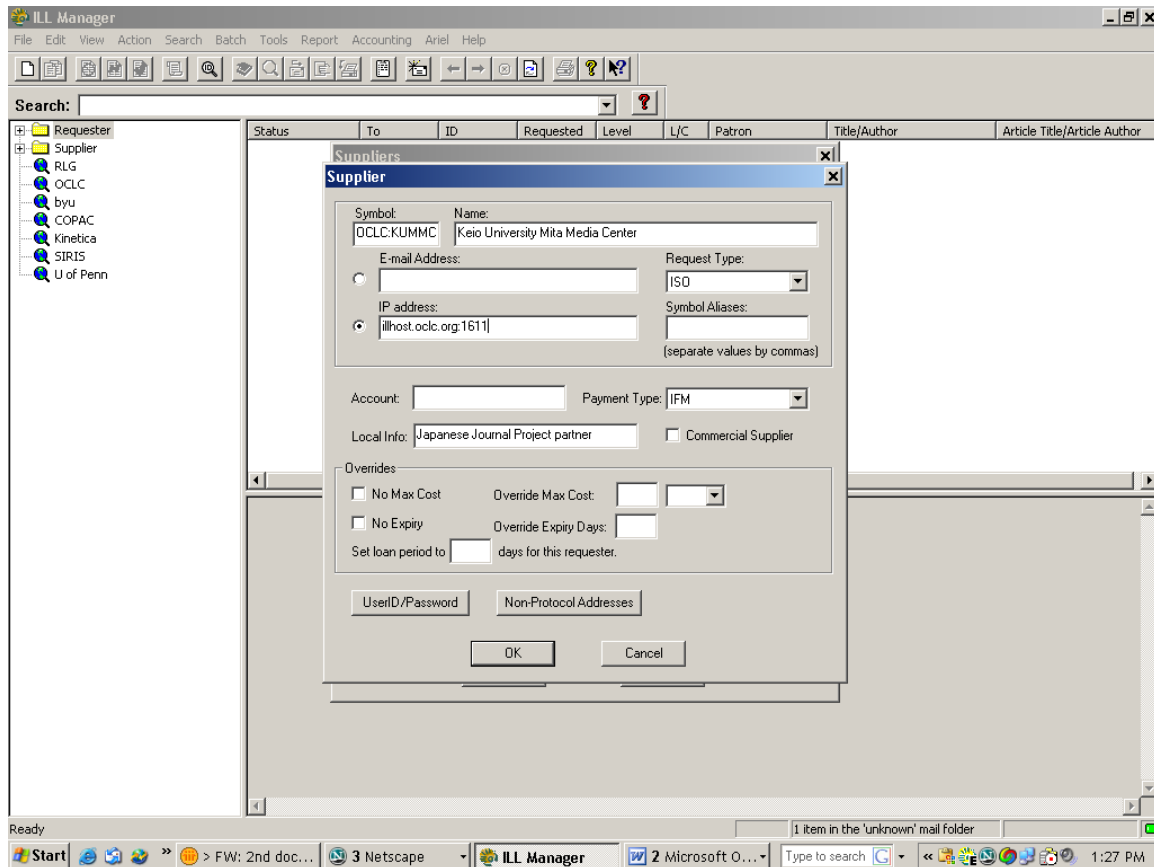 ILL Manager
File Edit View Action Search Batch Tools Report Accounting Ariel Help
Search:
Requester
Supplier
RLG
OCLC
byu
COPAC
Kinetica
SIRIS
U of Penn
Status To ID Requested Level L/C Patron Title/Author Article Title/Article Author
Suppliers
Supplier
Symbol: Name:
OCLC:KUMMC Keio University Mita Media Center
E-mail Address: Request Type:
ISO
IP address: Symbol Aliases:
illhost.oclc.org:1611
(separate values by commas)
Account: Payment Type: IFM
Local Info: Japanese Journal Project partner Commercial Supplier
Overrides
No Max Cost Override Max Cost:
No Expiry Override Expiry Days:
Set loan period to days for this requester.
UserID/Password Non-Protocol Addresses
OK Cancel
Ready 1 item in the 'unknown' mail folder
Start » > FW: 2nd doc... 3 Netscape ILL Manager 2 Microsoft O... Type to search « 1:27 PM